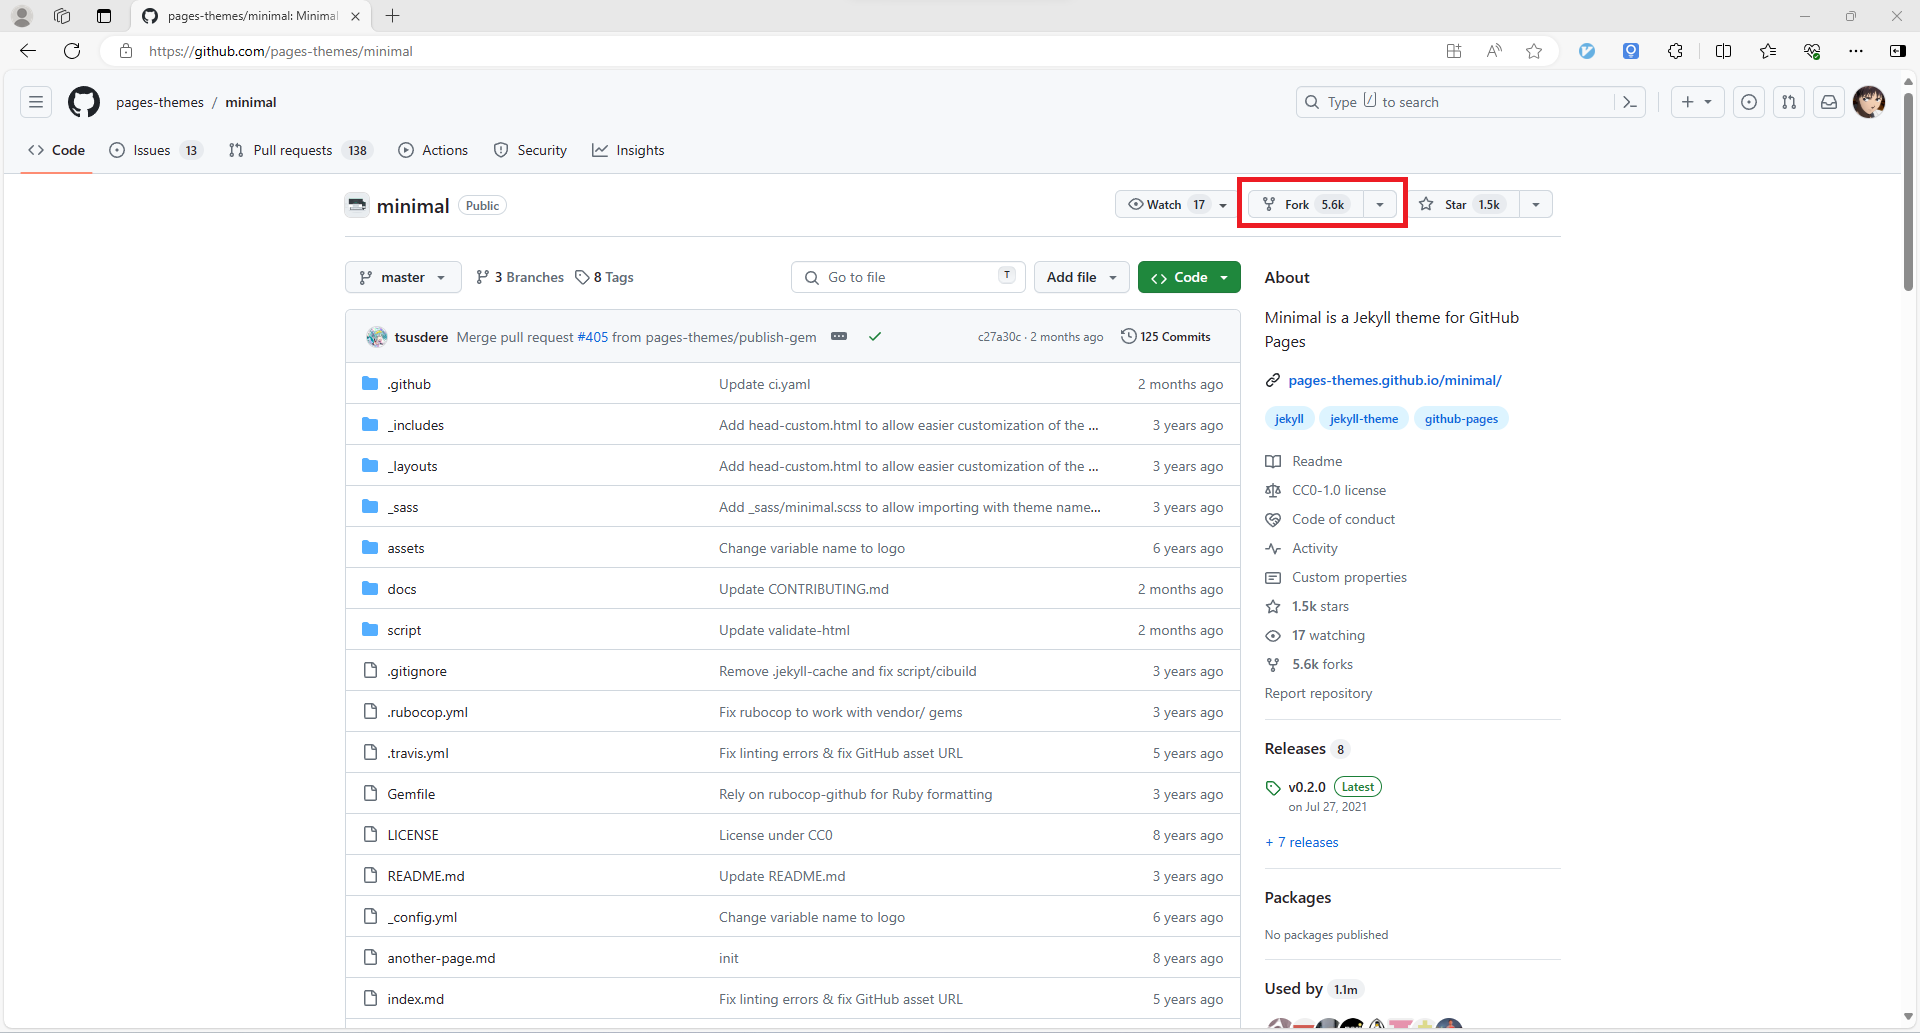 pages-themes/minimal: Minimal
https://github.com/pages-themes/minimal
pages-themes / minimal
Type / to search
Code
Issues 13
Pull requests 138
Actions
Security
Insights
minimal Public
Watch 17
Fork 5.6k
Star 1.5k
master
3 Branches
8 Tags
Go to file T
Add file
Code
tsusdere Merge pull request #405 from pages-themes/publish-gem
c27a30c · 2 months ago
125 Commits
.github Update ci.yaml 2 months ago
_includes Add head-custom.html to allow easier customization of the ... 3 years ago
_layouts Add head-custom.html to allow easier customization of the ... 3 years ago
_sass Add _sass/minimal.scss to allow importing with theme name... 3 years ago
assets Change variable name to logo 6 years ago
docs Update CONTRIBUTING.md 2 months ago
script Update validate-html 2 months ago
.gitignore Remove .jekyll-cache and fix script/cibuild 3 years ago
.rubocop.yml Fix rubocop to work with vendor/ gems 3 years ago
.travis.yml Fix linting errors & fix GitHub asset URL 5 years ago
Gemfile Rely on rubocop-github for Ruby formatting 3 years ago
LICENSE License under CC0 8 years ago
README.md Update README.md 3 years ago
_config.yml Change variable name to logo 6 years ago
another-page.md init 8 years ago
index.md Fix linting errors & fix GitHub asset URL 5 years ago
About
Minimal is a Jekyll theme for GitHub
Pages
pages-themes.github.io/minimal/
jekyll jekyll-theme github-pages
Readme
CC0-1.0 license
Code of conduct
Activity
Custom properties
1.5k stars
17 watching
5.6k forks
Report repository
Releases 8
v0.2.0 Latest
on Jul 27, 2021
+ 7 releases
Packages
No packages published
Used by 1.1m